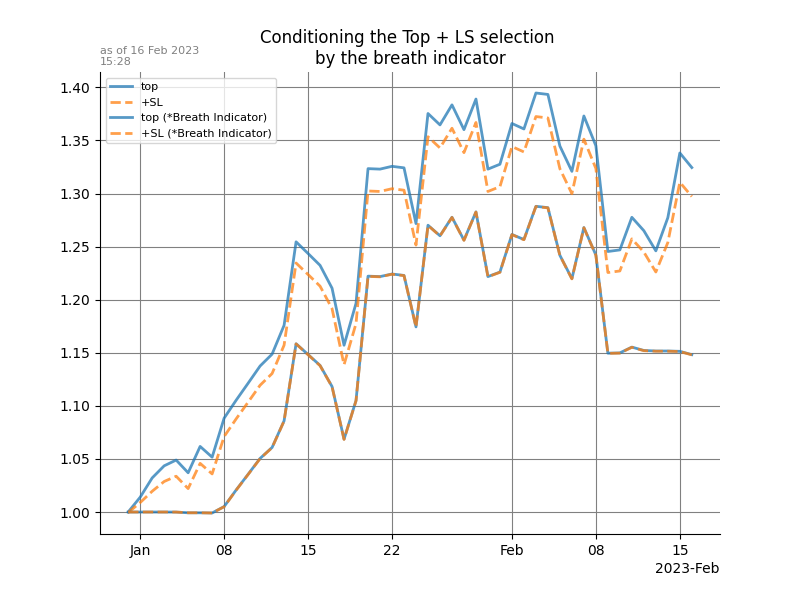 Conditioning the Top + LS selection
by the breath indicator
as of 16 Feb 2023
15:28
top
+SL
top (*Breath Indicator)
+SL (*Breath Indicator)
1.40
1.35
1.30
1.25
1.20
1.15
1.10
1.05
1.00
Jan 08 15 22 Feb 08 15
2023-Feb